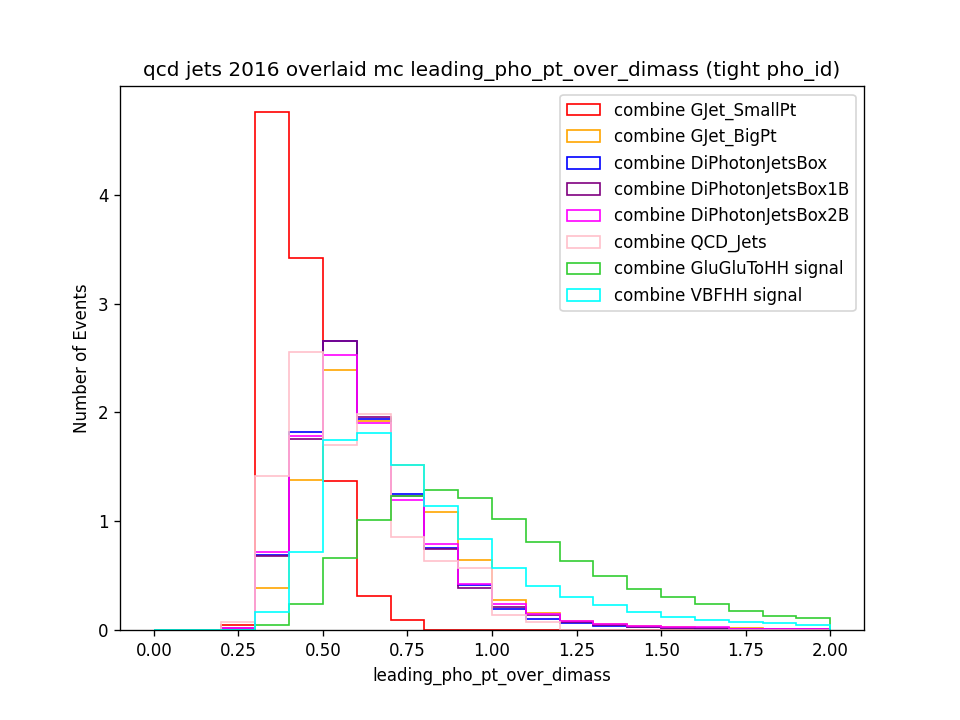 qcd jets 2016 overlaid mc leading_pho_pt_over_dimass (tight pho_id)
combine GJet_SmallPt
combine GJet_BigPt
combine DiPhotonJetsBox
combine DiPhotonJetsBox1B
combine DiPhotonJetsBox2B
combine QCD_Jets
combine GluGluToHH signal
combine VBFHH signal
Number of Events
4
3
2
1
0
0.00 0.25 0.50 0.75 1.00 1.25 1.50 1.75 2.00
leading_pho_pt_over_dimass